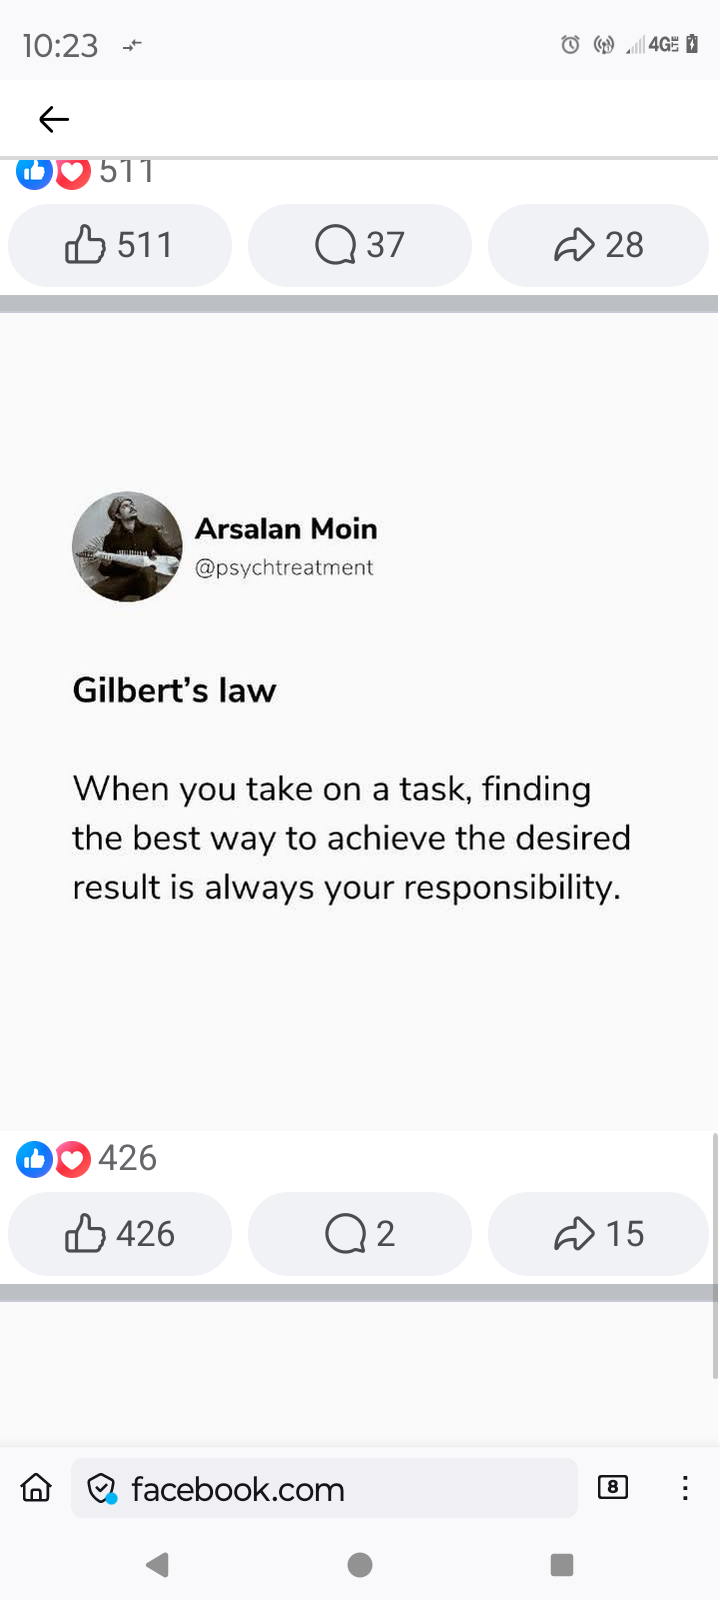 10:23
4G
511
511
37
28
Arsalan Moin
@psychtreatment
Gilbert’s law
When you take on a task, finding
the best way to achieve the desired
result is always your responsibility.
426
426
2
15
8
facebook.com